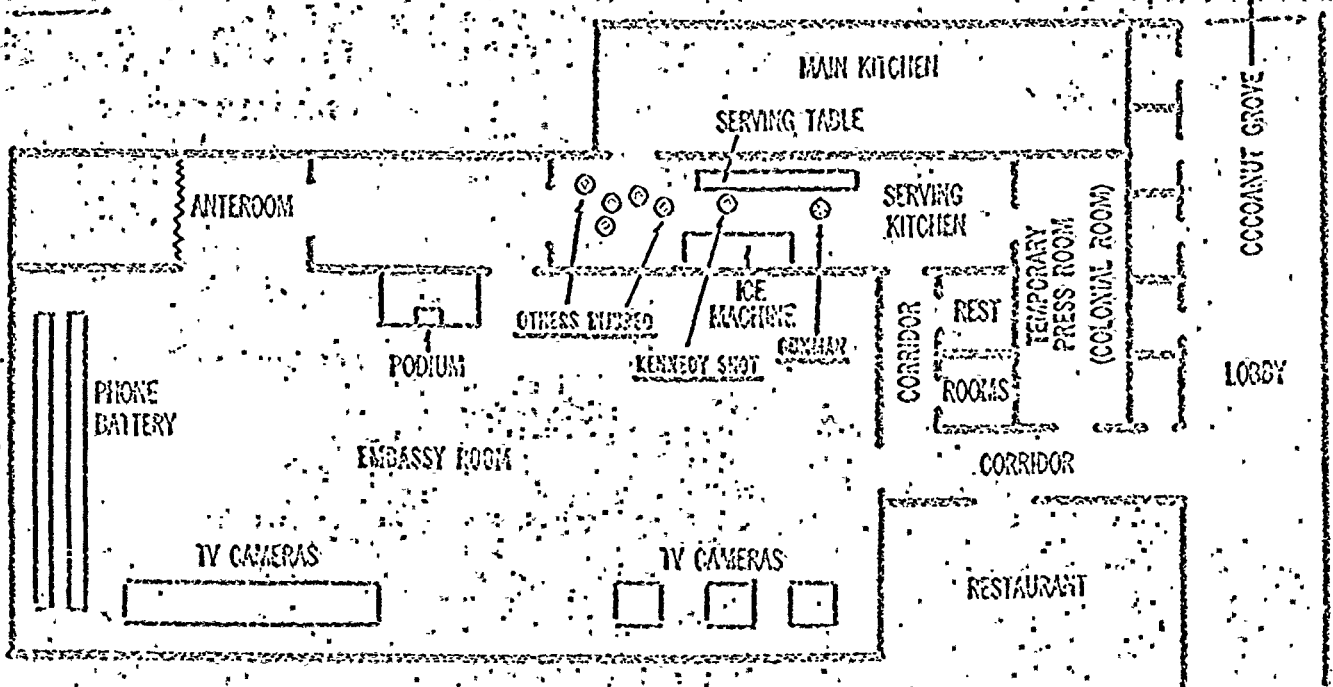 MAIN KITCHEN
SERVING TABLE
COCOANUT GROVE
ANTEROOM
SERVING
KITCHEN
TEMPORARY
PRESS ROOM
(COLONIAL ROOM)
ICE
MACHINE
OTHERS
KENNEDY SHOT
GUNMAN
PODIUM
CORRIDOR
REST
ROOMS
LOBBY
PHONE
BATTERY
EMBASSY ROOM
CORRIDOR
TV CAMERAS
TV CAMERAS
RESTAURANT